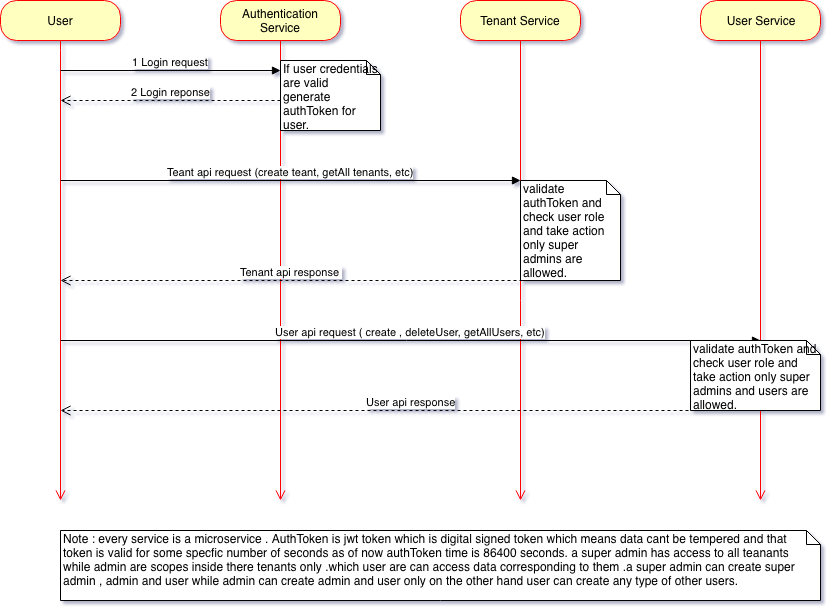 User
Authentication
Service
Tenant Service
User Service
1 Login request
If user credentials
are valid
generate
authToken for
user.
2 Login reponse
Teant api request (create teant, getAll tenants, etc)
validate
authToken and
check user role
and take action
only super
admins are
allowed.
Tenant api response
User api request ( create , deleteUser, getAllUsers, etc)
validate authToken and
check user role and
take action only super
admins and users are
allowed.
User api response
Note : every service is a microservice . AuthToken is jwt token which is digital signed token which means data cant be tempered and that
token is valid for some specfic number of seconds as of now authToken time is 86400 seconds. a super admin has access to all teanants
while admin are scopes inside there tenants only .which user are can access data corresponding to them .a super admin can create super
admin , admin and user while admin can create admin and user only on the other hand user can create any type of other users.